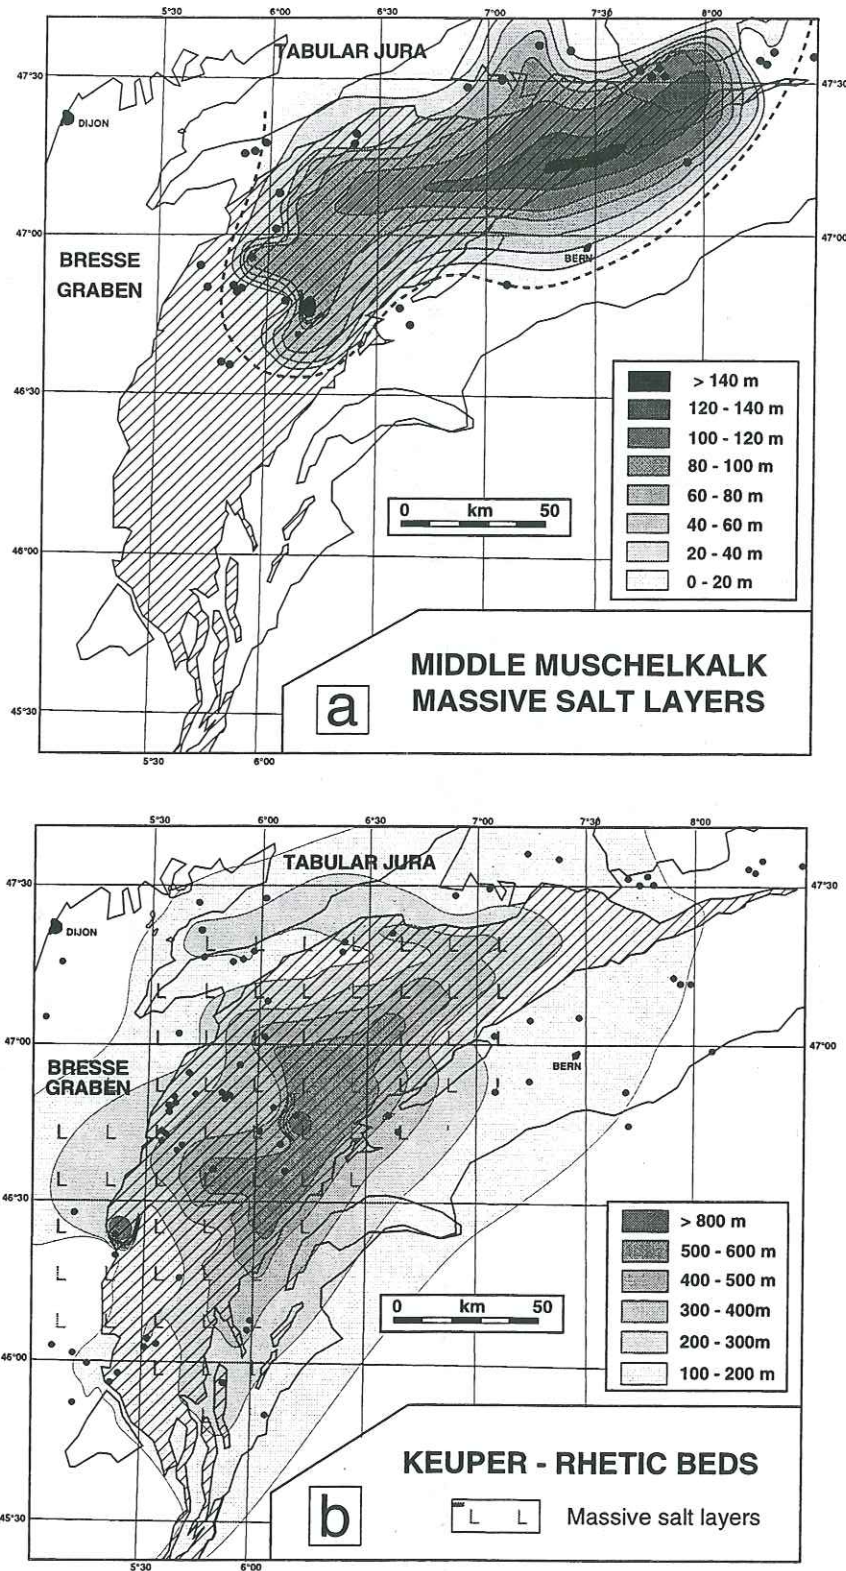 5°30 6°00 6°30 7°00 7°30 8°00
TABULAR JURA
47°30 47°30
DIJON
47°00 47°00
BRESSE
GRABEN
BERN
46°30
> 140 m
120 - 140 m
100 - 120 m
80 - 100 m
60 - 80 m
40 - 60 m
20 - 40 m
0 - 20 m
0 km 50
46°00
MIDDLE MUSCHELKALK
MASSIVE SALT LAYERS
a
45°30
5°30 6°00
5°30 6°00 6°30 7°00 7°30 8°00
TABULAR JURA
47°30 47°30
DIJON
L L L L L L L
L L L L L L L L
47°00 47°00
BRESSE
GRABEN
BERN
46°30
> 800 m
500 - 600 m
400 - 500 m
300 - 400m
200 - 300m
100 - 200 m
0 km 50
46°00
KEUPER - RHETIC BEDS
b
L L Massive salt layers
45°30
5°30 6°00